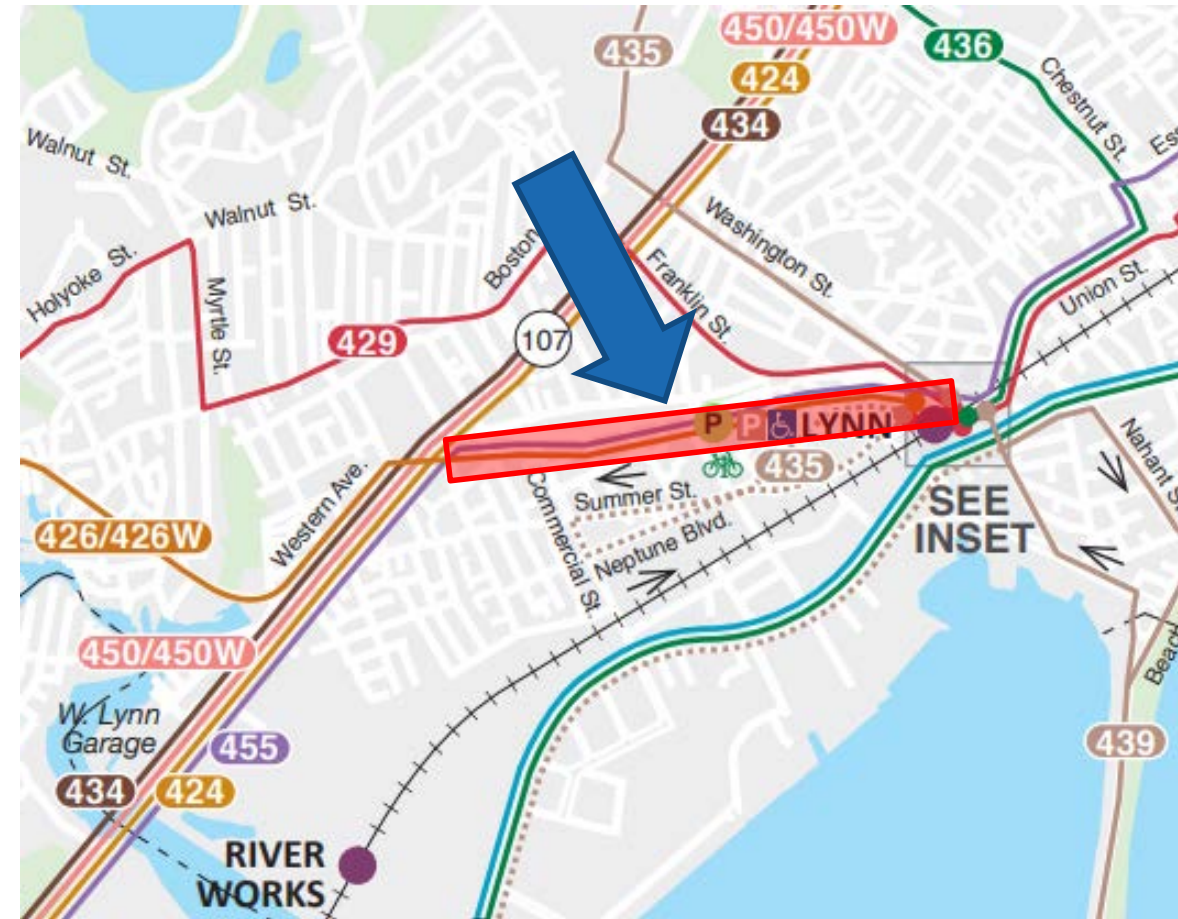 450/450W
435
436
424
Chestnut St.
434
Ess
Walnut St.
Walnut St.
Washington St.
Holyoke St.
Boston
Franklin St.
Union St.
Myrtle St.
429
107
P P LYNN
Nahant S
435
Commercial St.
Summer St.
Western Ave.
SEE
INSET
426/426W
Neptune Blvd.
450/450W
Beach
W. Lynn
Garage
455
439
434
424
RIVER
WORKS